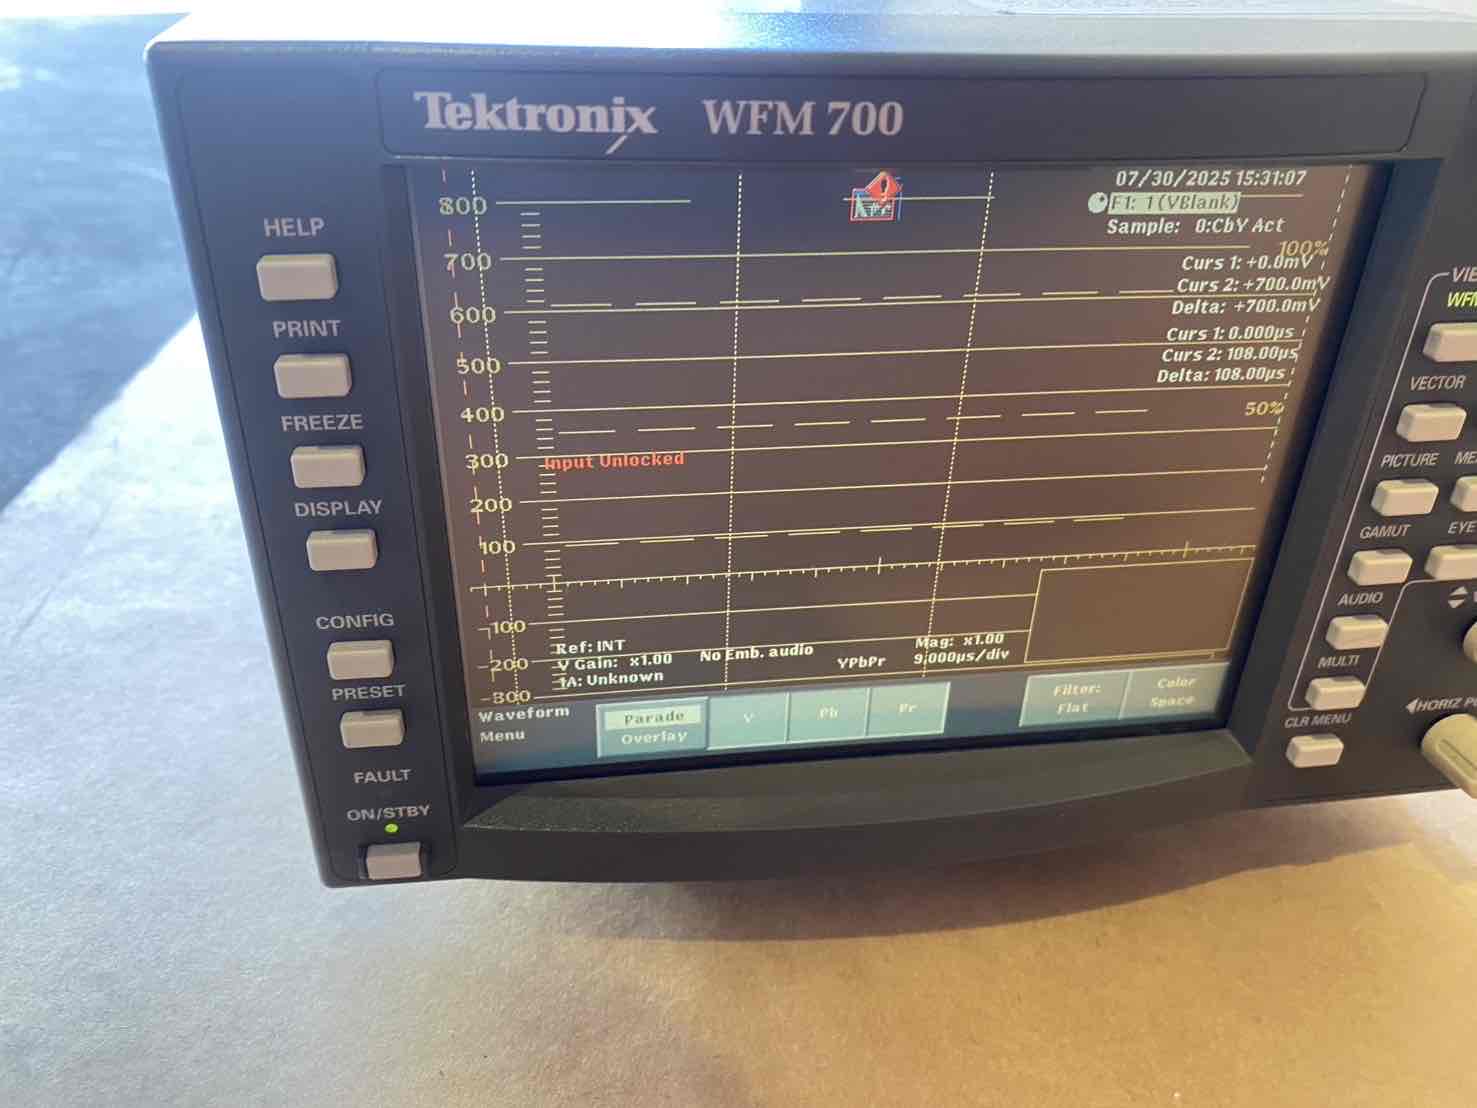 Tektronix WFM 700
HELP
PRINT
FREEZE
DISPLAY
CONFIG
PRESET
FAULT
ON/STBY
07/30/2025 15:31:07
F1: 1(VBlank)
Sample: 0:CbY Act
100%
Curs 1: +0.0mV
Curs 2: +700.0mV
Delta: +700.0mV
Curs 1: 0.000µs
Curs 2: 108.00µs
Delta: 108.00µs
50%
800
700
600
500
400
300
Input Unlocked
200
100
-100
-200
-300
Ref: INT
V Gain: x1.00
1A: Unknown
No Emb. audio
YPbPr
Mag: x1.00
9.000µs/div
Waveform
Menu
Parade
Overlay
Y
Pb
Pr
Filter:
Flat
Color
Space
VIE
WFM
VECTOR
PICTURE
ME
GAMUT
EYE
AUDIO
MULTI
CLR MENU
HORIZ P